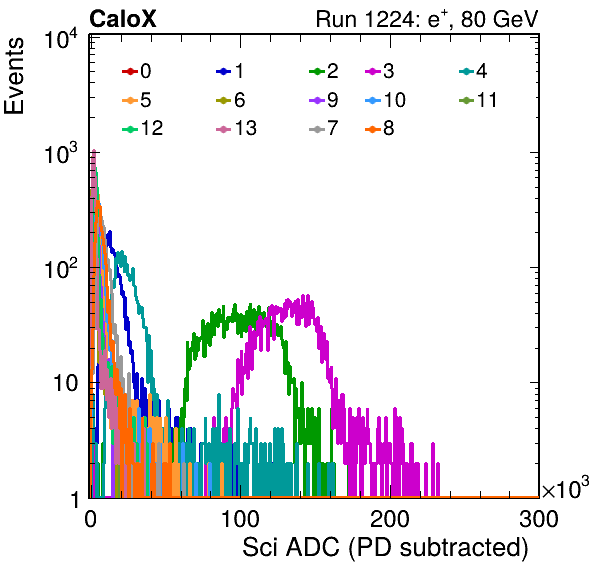 CaloX Run 1224: e⁺, 80 GeV
Events
10⁴
0 1 2 3 4
5 6 9 10 11
12 13 7 8
10³
10²
10
1
0 100 200 300
×10³
Sci ADC (PD subtracted)